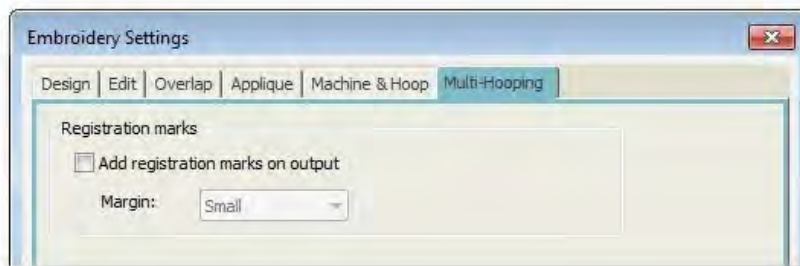 Embroidery Settings
Design Edit Overlap Applique Machine & Hoop Multi-Hooping
Registration marks
Add registration marks on output
Margin: Small